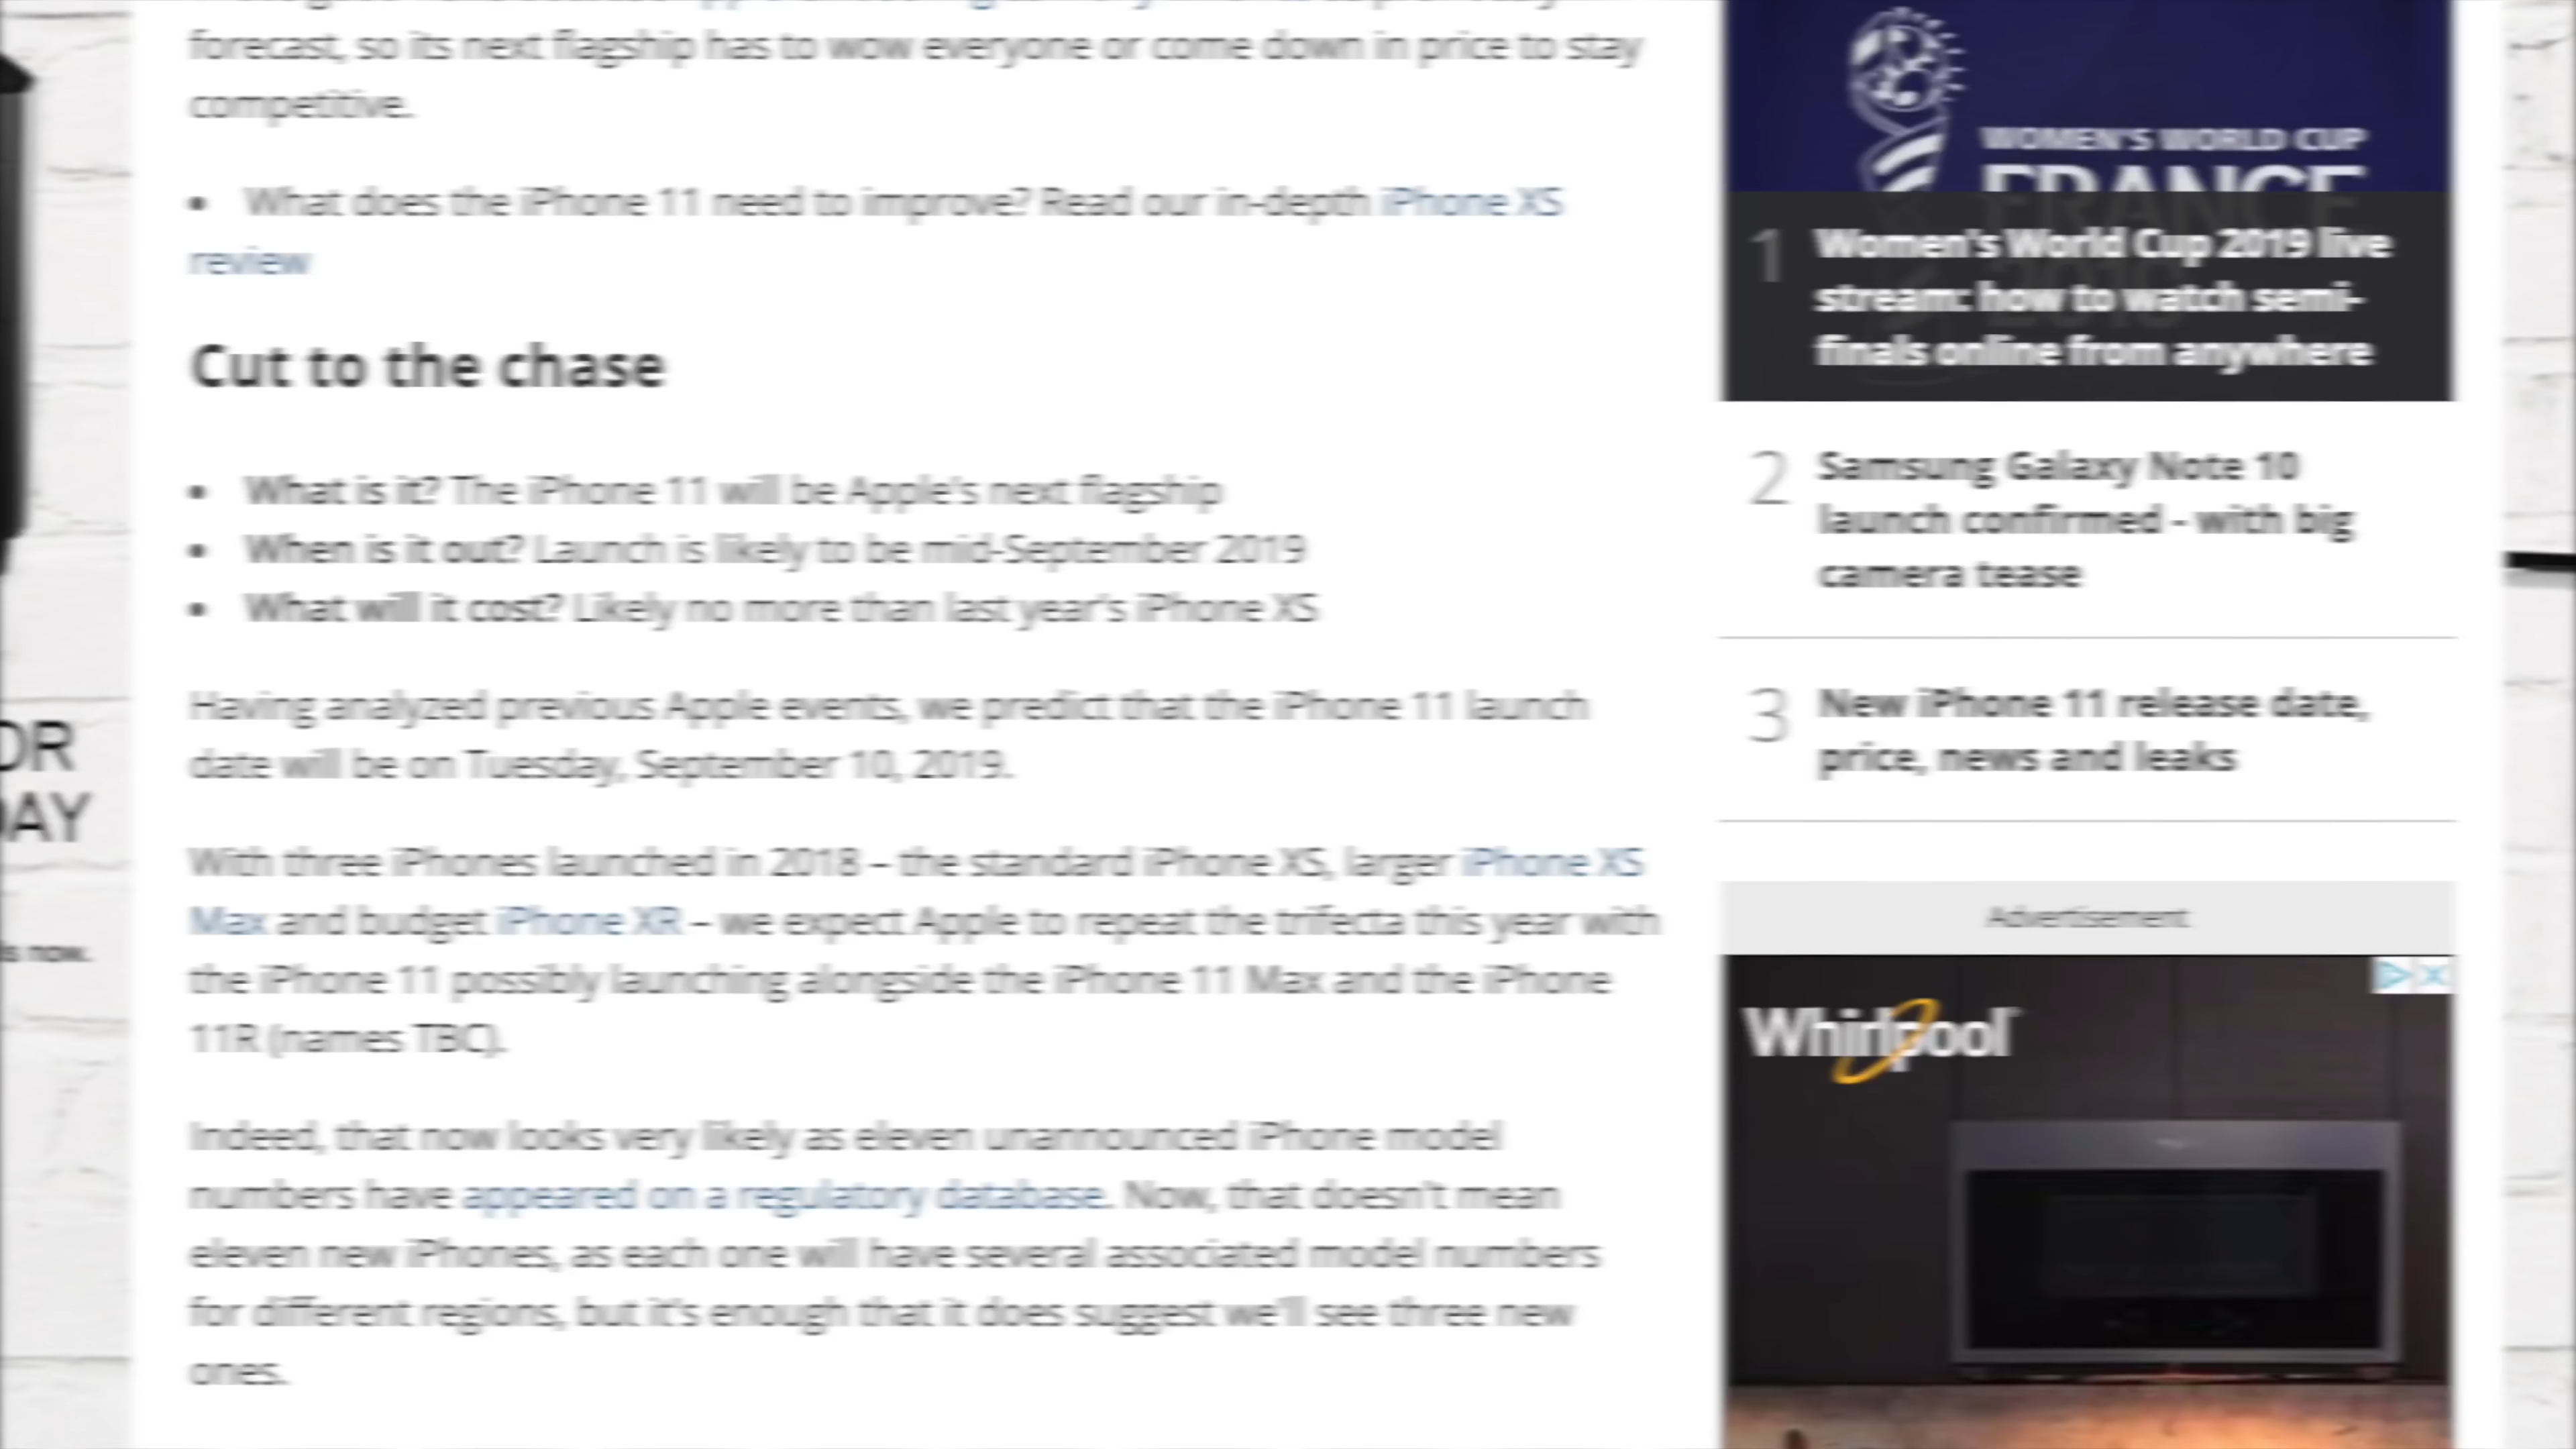 forecast, so its next flagship has to wow everyone or come down in price to stay
competitive.
• What does the iPhone 11 need to improve? Read our in-depth iPhone XS
review
Cut to the chase
• What is it? The iPhone 11 will be Apple's next flagship
• When is it out? Launch is likely to be mid-September 2019
• What will it cost? Likely no more than last year's iPhone XS
Having analyzed previous Apple events, we predict that the iPhone 11 launch
date will be on Tuesday, September 10, 2019.
With three iPhones launched in 2018 – the standard iPhone XS, larger iPhone XS
Max and budget iPhone XR – we expect Apple to repeat the trifecta this year with
the iPhone 11 possibly launching alongside the iPhone 11 Max and the iPhone
11R (names TBC).
Indeed, that now looks very likely as eleven unannounced iPhone model
numbers have appeared on a regulatory database. Now, that doesn't mean
eleven new iPhones, as each one will have several associated model numbers
for different regions, but it's enough that it does suggest we'll see three new
ones.
WOMEN'S WORLD CUP
FRANCE
1 Women's World Cup 2019 live
stream: how to watch semi-
finals online from anywhere
2 Samsung Galaxy Note 10
launch confirmed - with big
camera tease
3 New iPhone 11 release date,
price, news and leaks
Advertisement
Whirlpool
OR
DAY
is now.